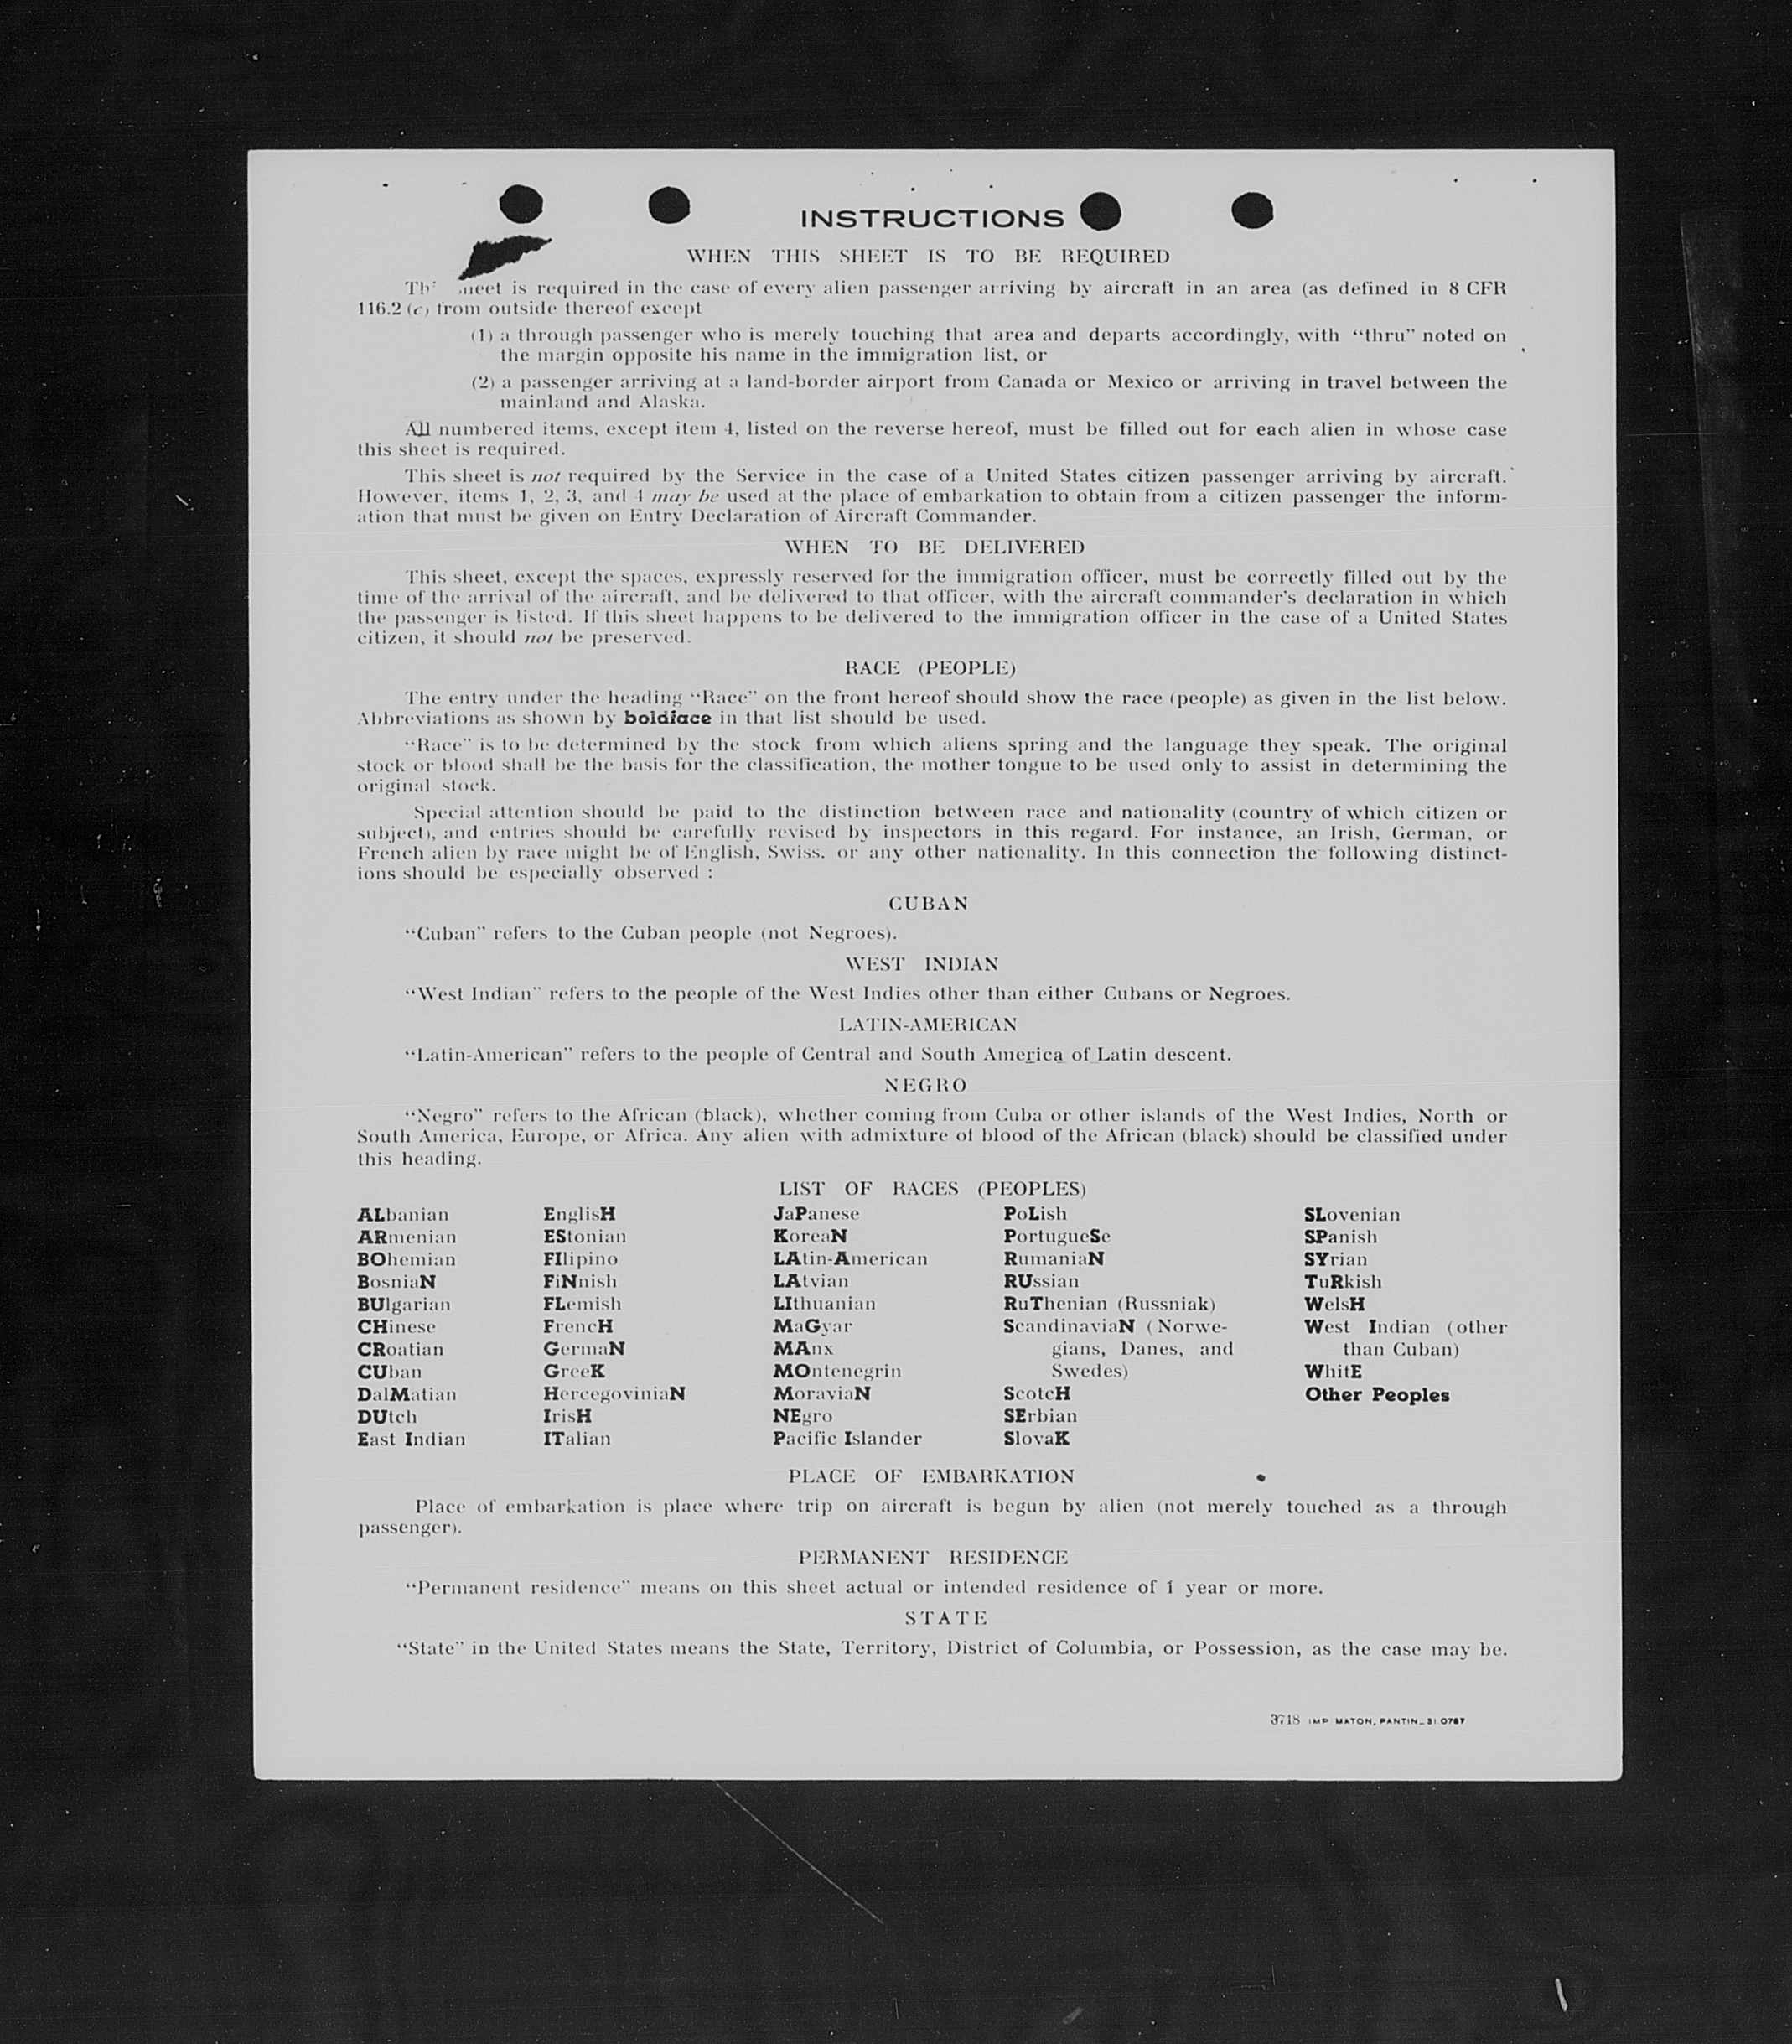 INSTRUCTIONS
WHEN THIS SHEET IS TO BE REQUIRED
sheet is required in the case of every alien passenger arriving by aircraft in an area (as defined in 8 CFR
116.2 (c) from outside thereof except
(1) a through passenger who is merely touching that area and departs accordingly, with “thru” noted on
the margin opposite his name in the immigration list, or
(2) a passenger arriving at a land-border airport from Canada or Mexico or arriving in travel between the
mainland and Alaska.
All numbered items, except item 4, listed on the reverse hereof, must be filled out for each alien in whose case
this sheet is required.
This sheet is not required by the Service in the case of a United States citizen passenger arriving by aircraft.
However, items 1, 2, 3, and 4 may be used at the place of embarkation to obtain from a citizen passenger the inform-
ation that must be given on Entry Declaration of Aircraft Commander.
WHEN TO BE DELIVERED
This sheet, except the spaces, expressly reserved for the immigration officer, must be correctly filled out by the
time of the arrival of the aircraft, and be delivered to that officer, with the aircraft commander's declaration in which
the passenger is listed. If this sheet happens to be delivered to the immigration officer in the case of a United States
citizen, it should not be preserved.
RACE (PEOPLE)
The entry under the heading “Race” on the front hereof should show the race (people) as given in the list below.
Abbreviations as shown by boldface in that list should be used.
“Race” is to be determined by the stock from which aliens spring and the language they speak. The original
stock or blood shall be the basis for the classification, the mother tongue to be used only to assist in determining the
original stock.
Special attention should be paid to the distinction between race and nationality (country of which citizen or
subject), and entries should be carefully revised by inspectors in this regard. For instance, an Irish, German, or
French alien by race might be of English, Swiss. or any other nationality. In this connection the following distinct-
ions should be especially observed :
CUBAN
“Cuban” refers to the Cuban people (not Negroes).
WEST INDIAN
“West Indian” refers to the people of the West Indies other than either Cubans or Negroes.
LATIN-AMERICAN
“Latin-American” refers to the people of Central and South America of Latin descent.
NEGRO
“Negro” refers to the African (black), whether coming from Cuba or other islands of the West Indies, North or
South America, Europe, or Africa. Any alien with admixture of blood of the African (black) should be classified under
this heading.
LIST OF RACES (PEOPLES)
ALbanian
ARmenian
BOhemian
BosniaN
BUlgarian
CHinese
CRoatian
CUban
DalMatian
DUtch
East Indian
EnglisH
EStonian
FIlipino
FiNnish
FLemish
FrencH
GermaN
GreeK
HercegoviniaN
IrisH
ITalian
JaPanese
KoreaN
LAtin-American
LAtvian
LIthuanian
MaGyar
MAnx
MOntenegrin
MoraviaN
NEgro
Pacific Islander
PoLish
PortugueSe
RumaniaN
RUssian
RuThenian (Russniak)
ScandinaviaN (Norwe-
gians, Danes, and
Swedes)
ScotcH
SErbian
SlovaK
SLovenian
SPanish
SYrian
TuRkish
WelsH
West Indian (other
than Cuban)
WhitE
Other Peoples
PLACE OF EMBARKATION
Place of embarkation is place where trip on aircraft is begun by alien (not merely touched as a through
passenger).
PERMANENT RESIDENCE
“Permanent residence” means on this sheet actual or intended residence of 1 year or more.
STATE
“State” in the United States means the State, Territory, District of Columbia, or Possession, as the case may be.
3718 IMP MATON, PANTIN_31.0787